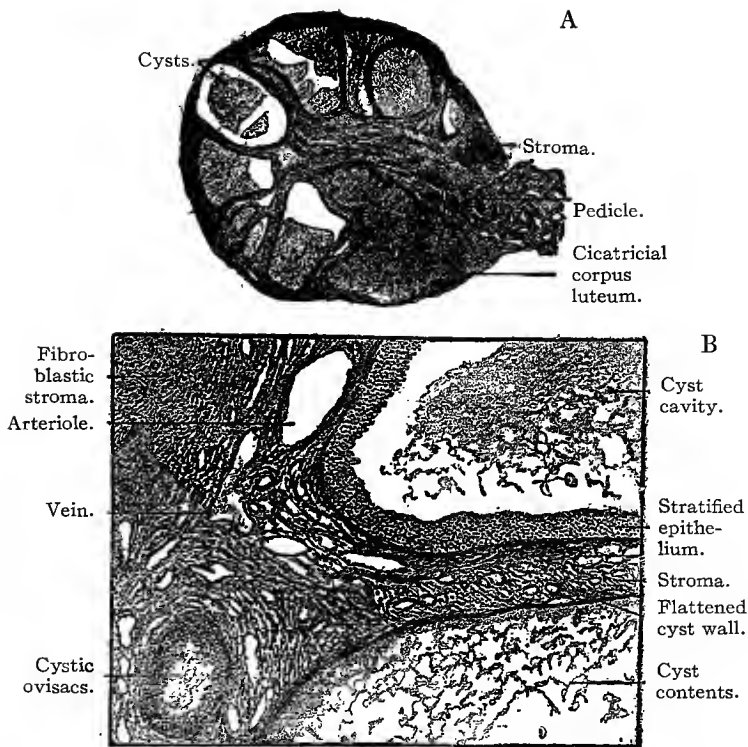 A
Cysts.
Stroma.
Pedicle.
Cicatricial
corpus
luteum.
B
Fibro-
blastic
stroma.
Arteriole.
Vein.
Cystic
ovisacs.
Cyst
cavity.
Stratified
epithe-
lium.
Stroma.
Flattened
cyst wall.
Cyst
contents.